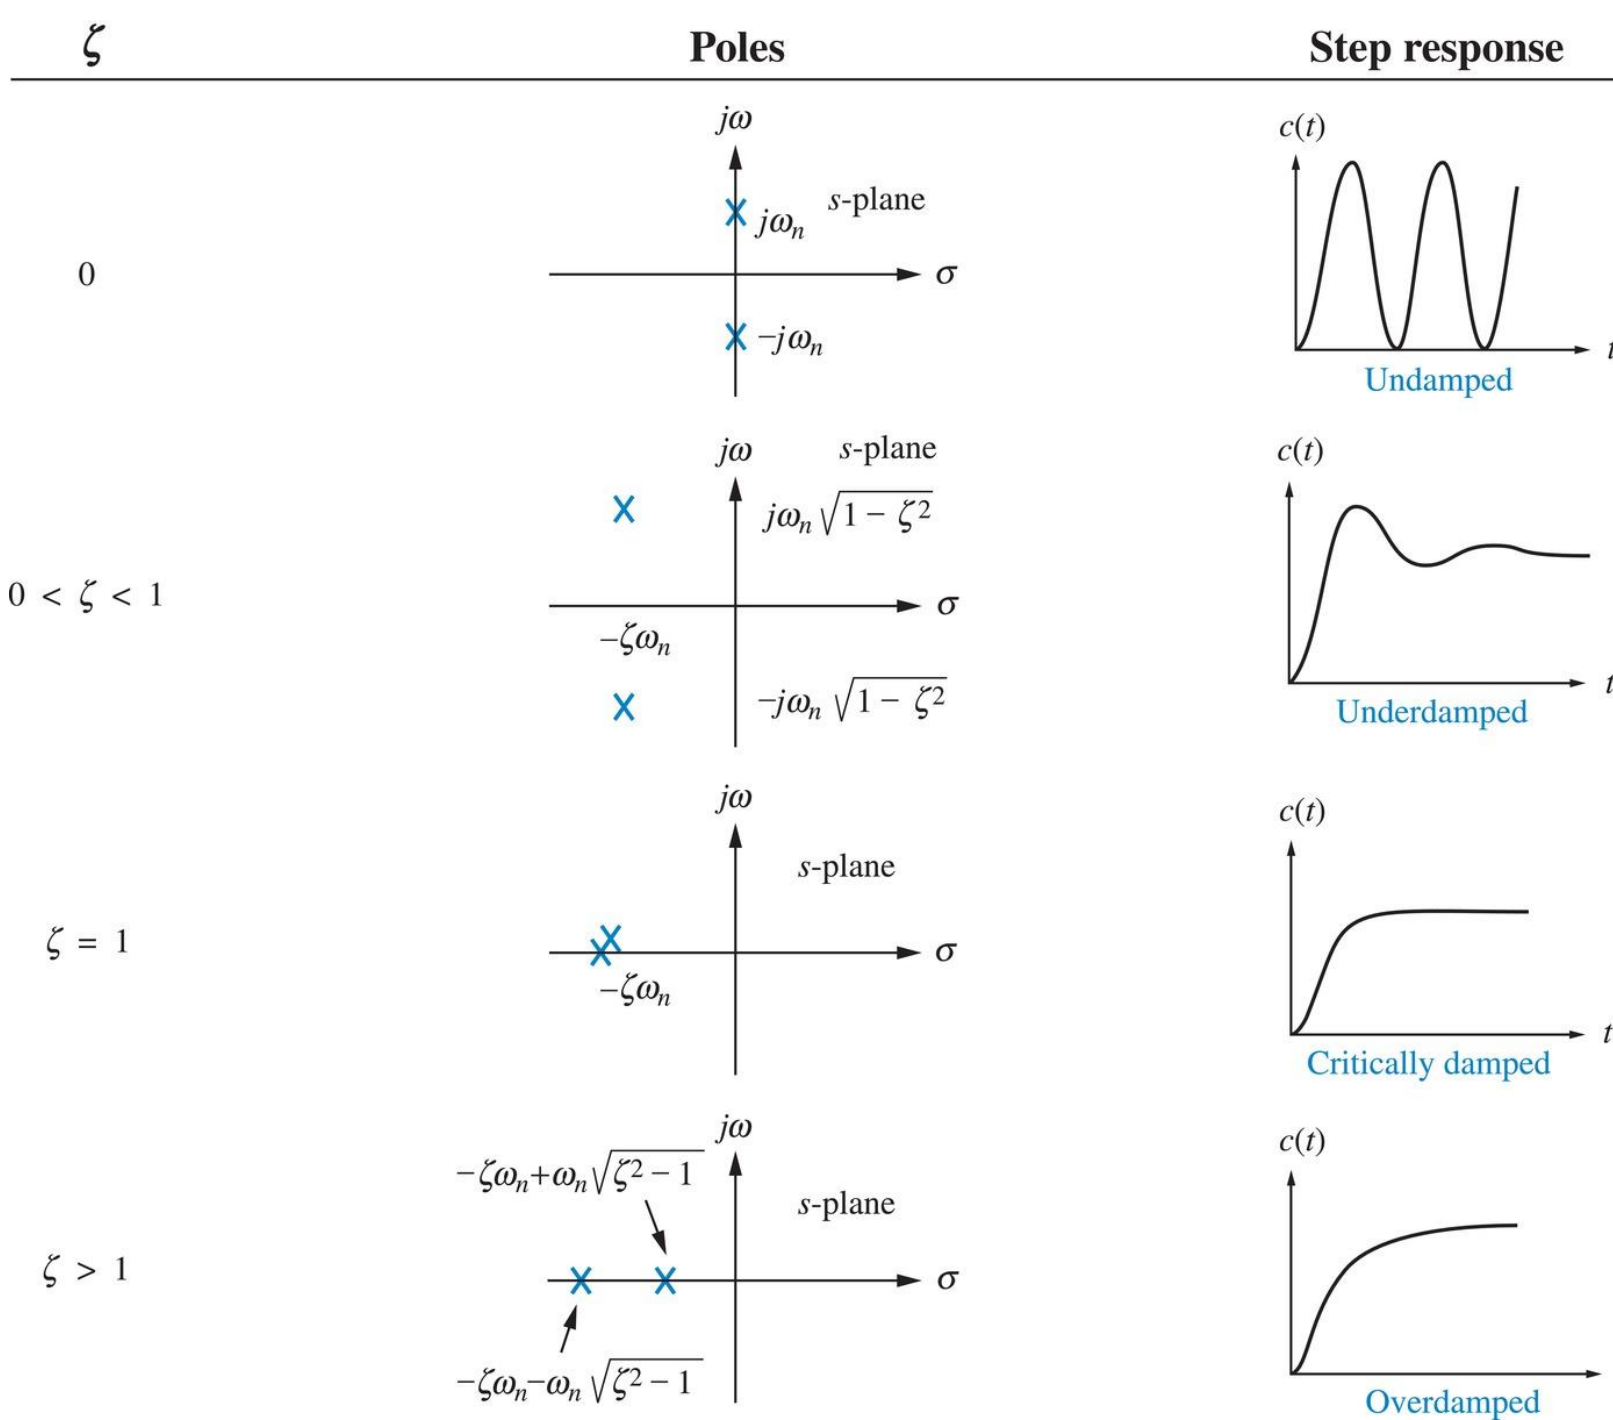 ζ Poles Step response
jω
c(t)
s-plane
jωₙ
0
σ
−jωₙ
t
Undamped
jω s-plane
c(t)
jωₙ √1 − ζ²
0 < ζ < 1
σ
−ζωₙ
−jωₙ √1 − ζ²
t
Underdamped
jω
c(t)
s-plane
ζ = 1
σ
−ζωₙ
t
Critically damped
jω
c(t)
−ζωₙ+ωₙ√ζ² − 1
s-plane
ζ > 1
σ
−ζωₙ−ωₙ √ζ² − 1
Overdamped